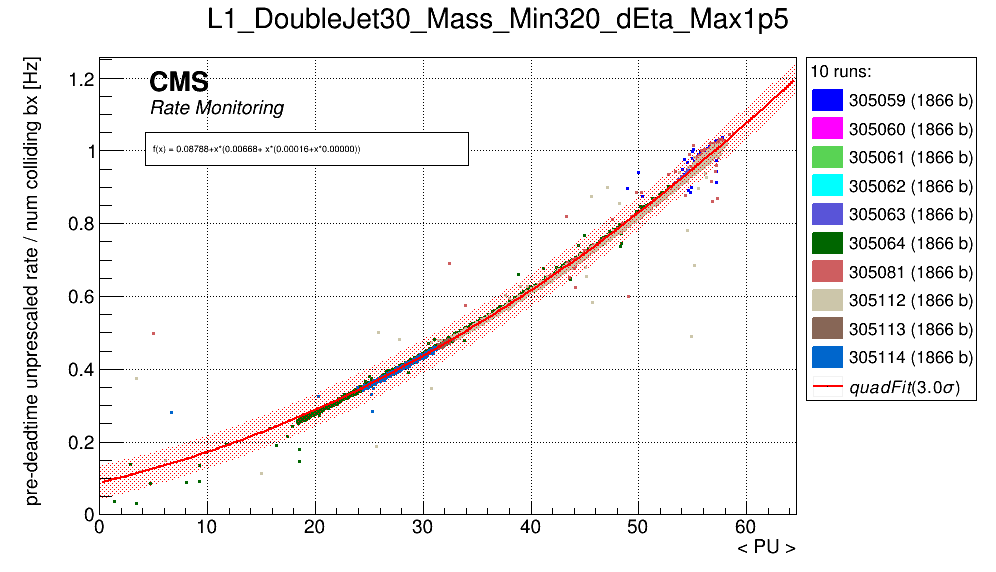 L1_DoubleJet30_Mass_Min320_dEta_Max1p5
pre-deadtime unprescaled rate / num colliding bx [Hz]
CMS
Rate Monitoring
f(x) = 0.08788+x*(0.00668+ x*(0.00016+x*0.00000))
1.2
1
0.8
0.6
0.4
0.2
0
0 10 20 30 40 50 60
< PU >
10 runs:
305059 (1866 b)
305060 (1866 b)
305061 (1866 b)
305062 (1866 b)
305063 (1866 b)
305064 (1866 b)
305081 (1866 b)
305112 (1866 b)
305113 (1866 b)
305114 (1866 b)
quadFit(3.0σ)